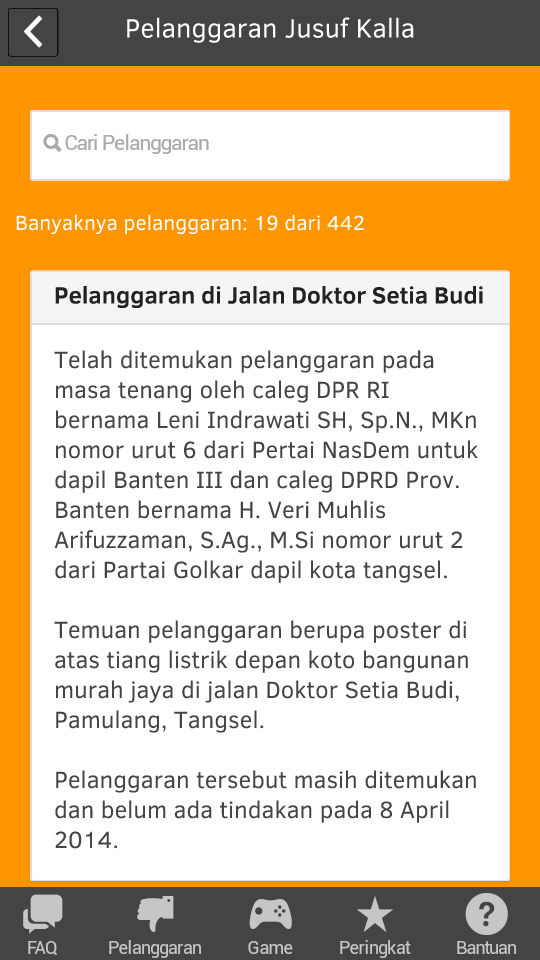 Pelanggaran Jusuf Kalla
Cari Pelanggaran
Banyaknya pelanggaran: 19 dari 442
Pelanggaran di Jalan Doktor Setia Budi
Telah ditemukan pelanggaran pada
masa tenang oleh caleg DPR RI
bernama Leni Indrawati SH, Sp.N., MKn
nomor urut 6 dari Pertai NasDem untuk
dapil Banten III dan caleg DPRD Prov.
Banten bernama H. Veri Muhlis
Arifuzzaman, S.Ag., M.Si nomor urut 2
dari Partai Golkar dapil kota tangsel.
Temuan pelanggaran berupa poster di
atas tiang listrik depan koto bangunan
murah jaya di jalan Doktor Setia Budi,
Pamulang, Tangsel.
Pelanggaran tersebut masih ditemukan
dan belum ada tindakan pada 8 April
2014.
FAQ Pelanggaran Game Peringkat Bantuan